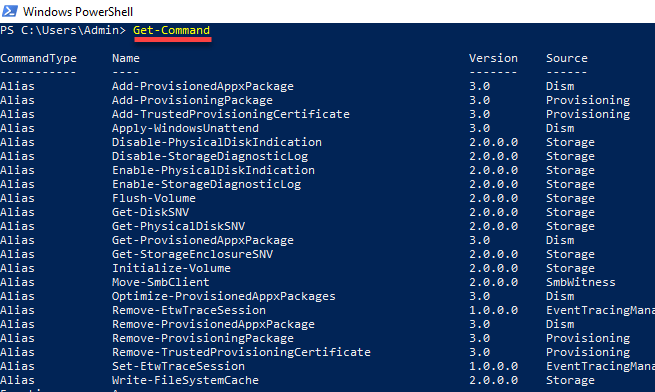 Windows PowerShell
PS C:\Users\Admin> Get-Command
CommandType Name Version Source
----------- ---- ------- ------
Alias Add-ProvisionedAppxPackage 3.0 Dism
Alias Add-ProvisioningPackage 3.0 Provisioning
Alias Add-TrustedProvisioningCertificate 3.0 Provisioning
Alias Apply-WindowsUnattend 3.0 Dism
Alias Disable-PhysicalDiskIndication 2.0.0.0 Storage
Alias Disable-StorageDiagnosticLog 2.0.0.0 Storage
Alias Enable-PhysicalDiskIndication 2.0.0.0 Storage
Alias Enable-StorageDiagnosticLog 2.0.0.0 Storage
Alias Flush-Volume 2.0.0.0 Storage
Alias Get-DiskSNV 2.0.0.0 Storage
Alias Get-PhysicalDiskSNV 2.0.0.0 Storage
Alias Get-ProvisionedAppxPackage 3.0 Dism
Alias Get-StorageEnclosureSNV 2.0.0.0 Storage
Alias Initialize-Volume 2.0.0.0 Storage
Alias Move-SmbClient 2.0.0.0 SmbWitness
Alias Optimize-ProvisionedAppxPackages 3.0 Dism
Alias Remove-EtwTraceSession 1.0.0.0 EventTracingMana
Alias Remove-ProvisionedAppxPackage 3.0 Dism
Alias Remove-ProvisioningPackage 3.0 Provisioning
Alias Remove-TrustedProvisioningCertificate 3.0 Provisioning
Alias Set-EtwTraceSession 1.0.0.0 EventTracingMana
Alias Write-FileSystemCache 2.0.0.0 Storage